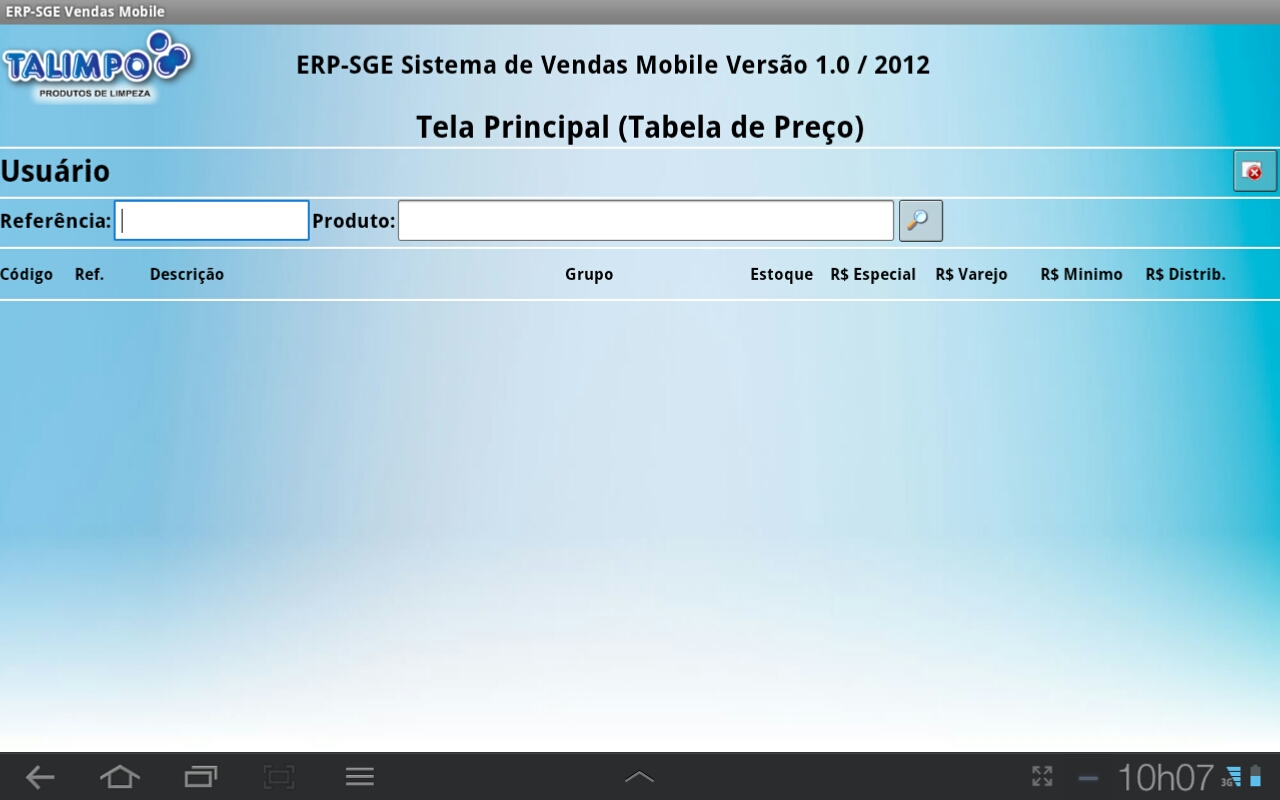 ERP-SGE Vendas Mobile
TALIMPO
PRODUTOS DE LIMPEZA
ERP-SGE Sistema de Vendas Mobile Versão 1.0 / 2012
Tela Principal (Tabela de Preço)
Usuário
Referência: Produto:
Código Ref. Descrição Grupo Estoque R$ Especial R$ Varejo R$ Minimo R$ Distrib.
10h07 3G